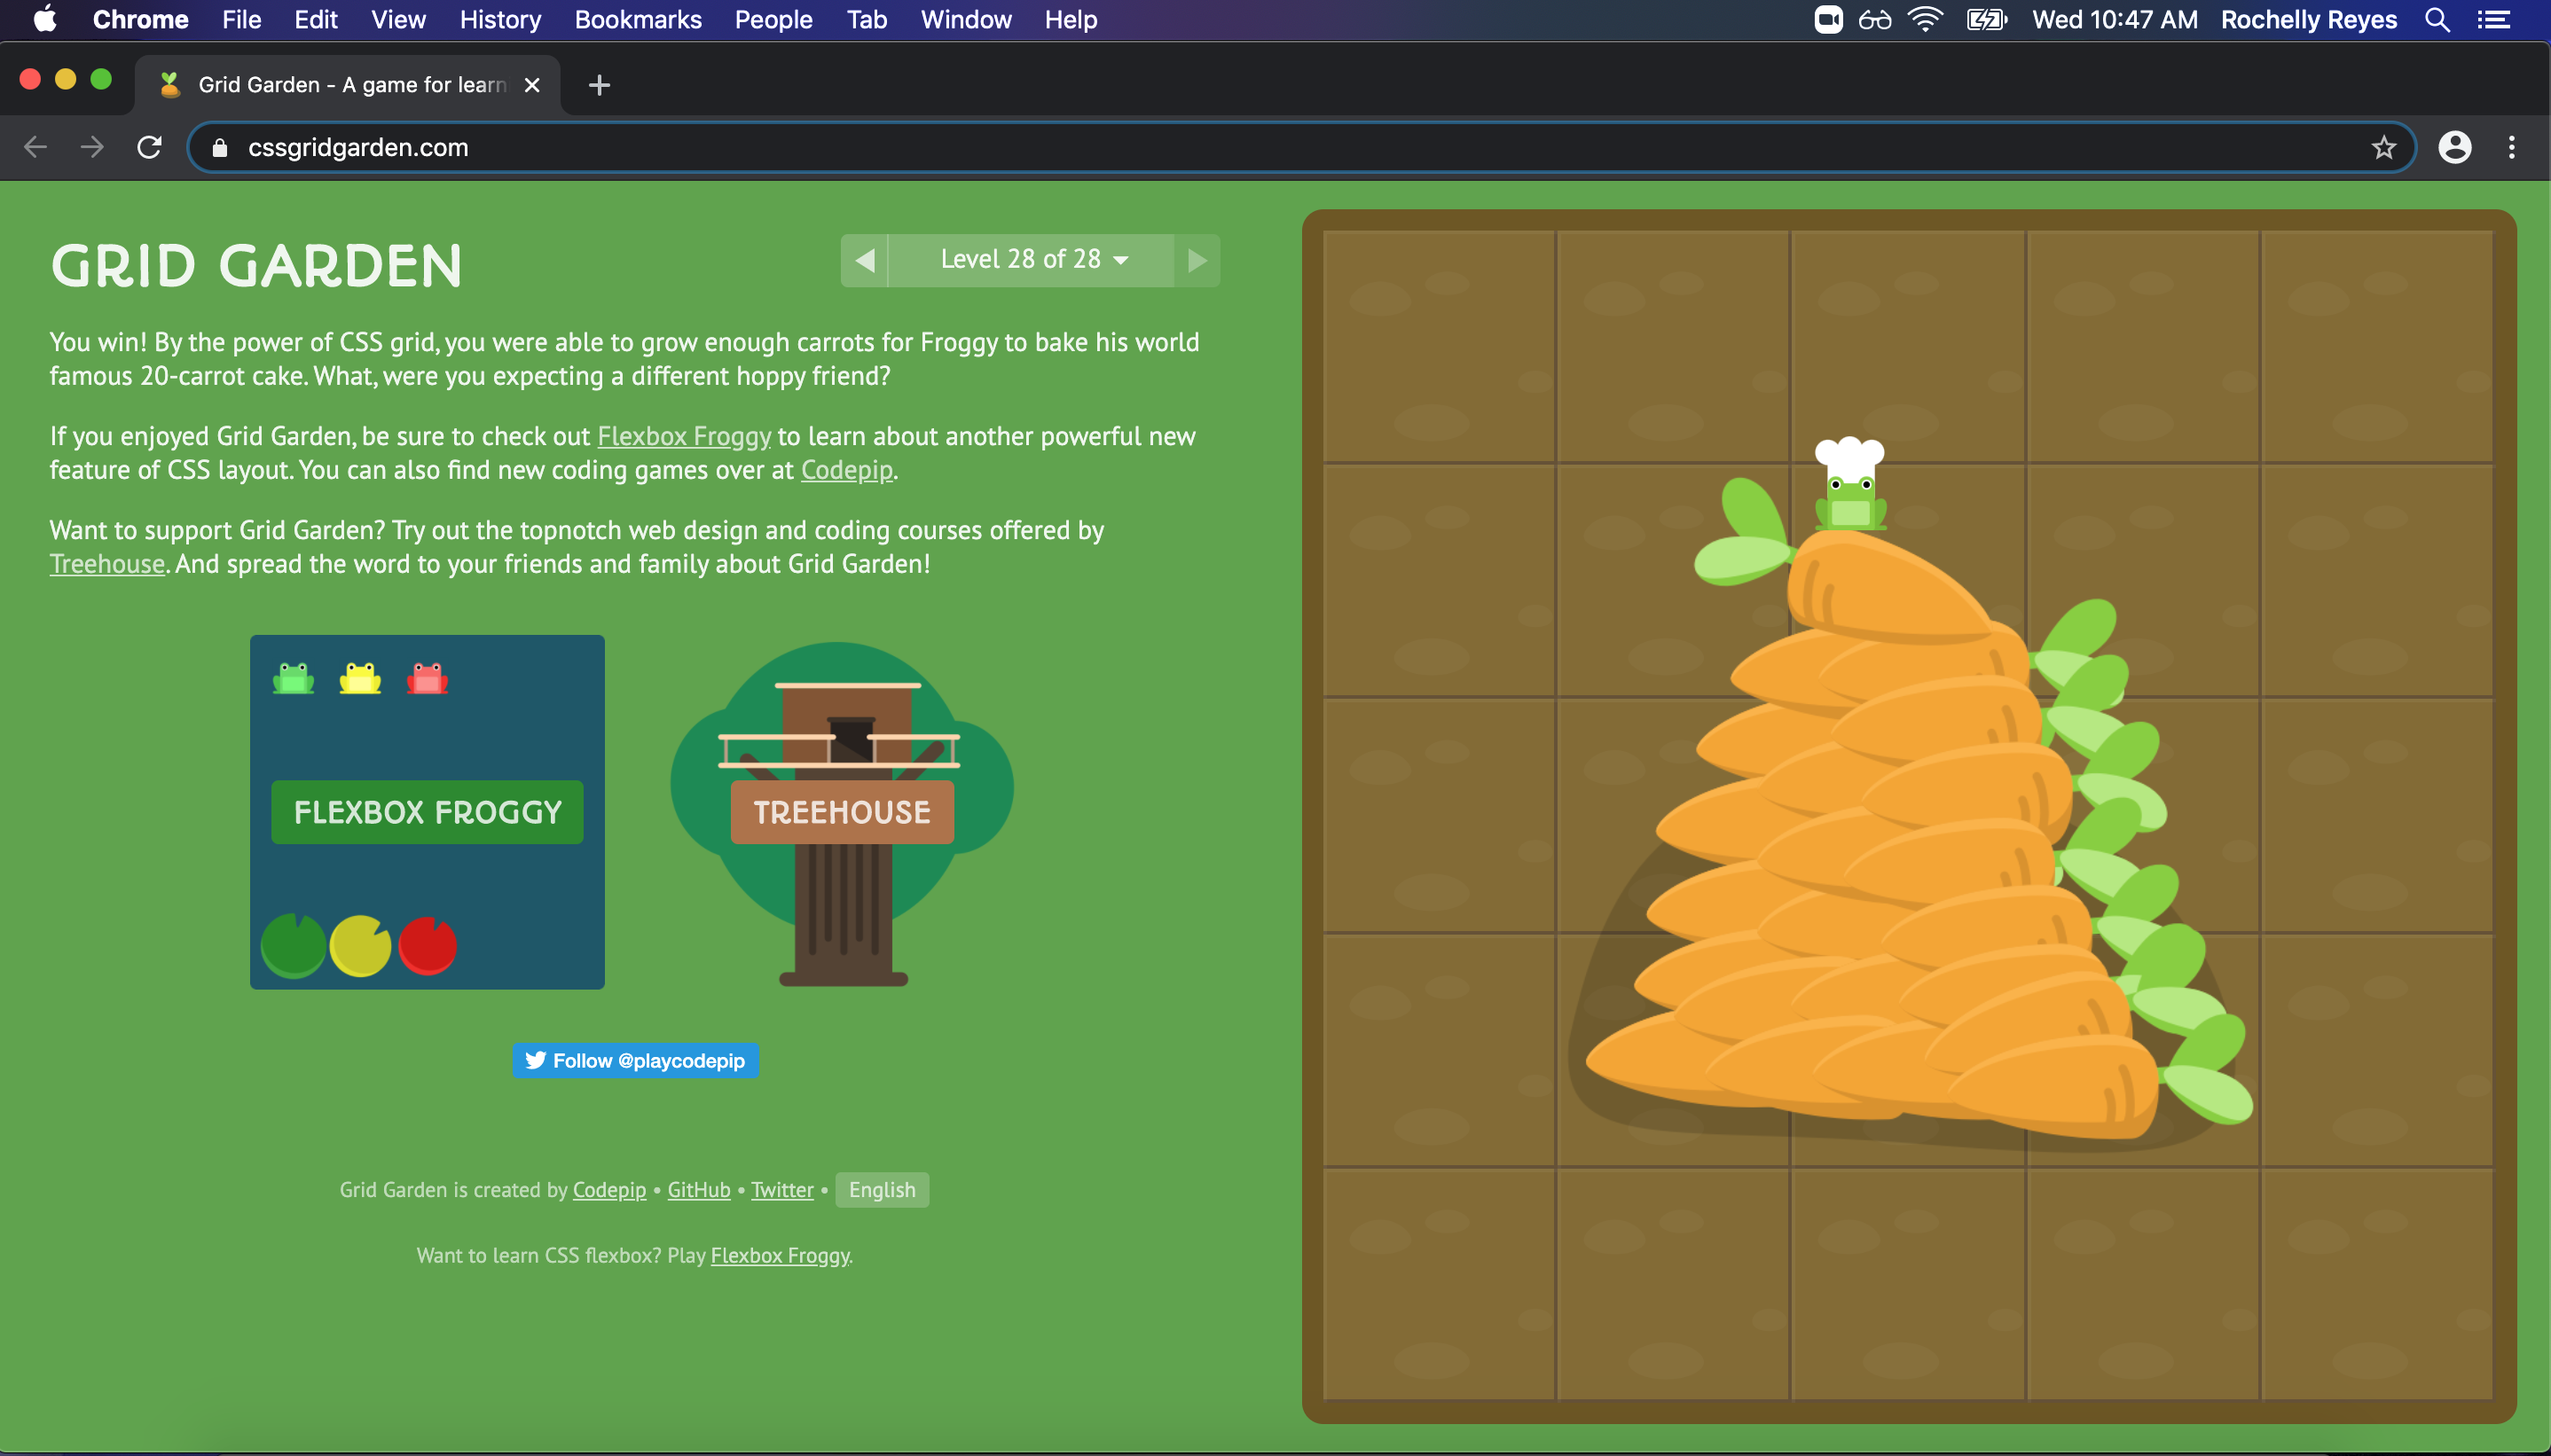 Chrome File Edit View History Bookmarks People Tab Window Help Wed 10:47 AM Rochelly Reyes
Grid Garden - A game for learn
cssgridgarden.com
GRID GARDEN
Level 28 of 28
You win! By the power of CSS grid, you were able to grow enough carrots for Froggy to bake his world
famous 20-carrot cake. What, were you expecting a different hoppy friend?
If you enjoyed Grid Garden, be sure to check out Flexbox Froggy to learn about another powerful new
feature of CSS layout. You can also find new coding games over at Codepip.
Want to support Grid Garden? Try out the topnotch web design and coding courses offered by
Treehouse. And spread the word to your friends and family about Grid Garden!
FLEXBOX FROGGY
TREEHOUSE
Follow @playcodepip
Grid Garden is created by Codepip • GitHub • Twitter • English
Want to learn CSS flexbox? Play Flexbox Froggy.